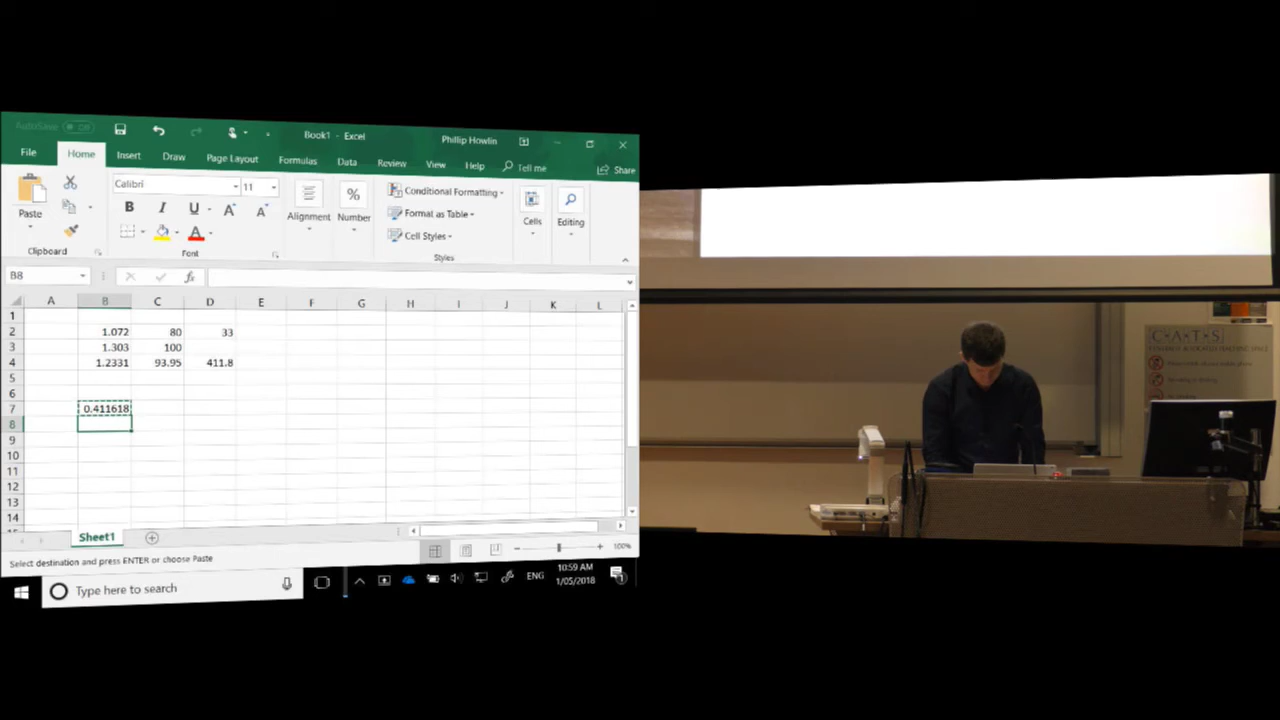 AutoSave Off
Book1 - Excel
Phillip Howlin
File Home Insert Draw Page Layout Formulas Data Review View Help Tell me Share
Paste
Clipboard
Calibri 11
B I U A A
A
Font
Alignment
%
Number
Conditional Formatting
Format as Table
Cell Styles
Styles
Cells
Editing
B8 fx
A B C D E F G H I J K L
1
2 1.072 80 33
3 1.303 100
4 1.2331 93.95 411.8
5
6
7 0.411618
8
9
10
11
12
13
14
Sheet1
Select destination and press ENTER or choose Paste
100%
Type here to search
ENG
10:59 AM
1/05/2018
1
CATS